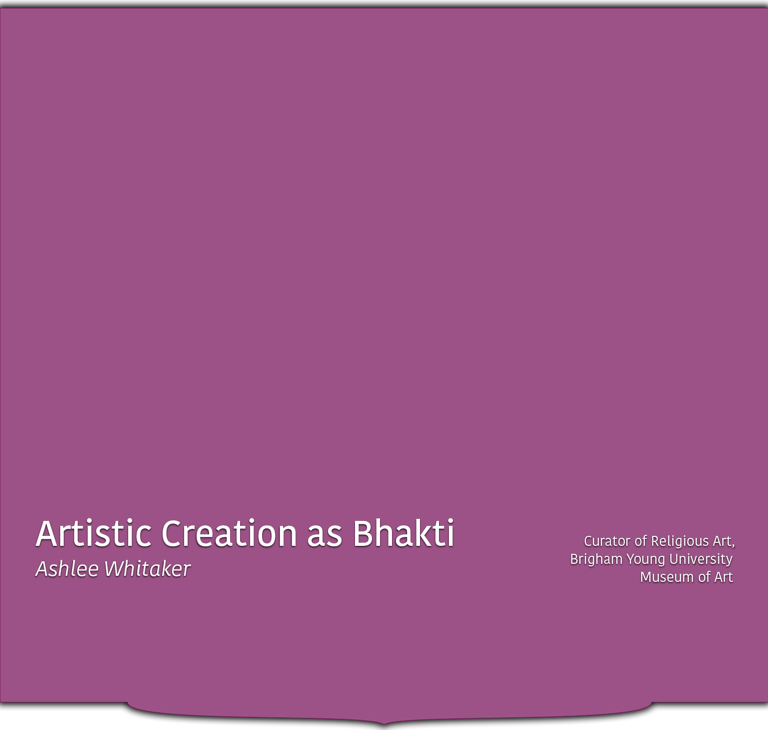 Artistic Creation as Bhakti
Ashlee Whitaker
Curator of Religious Art,
Brigham Young University
Museum of Art